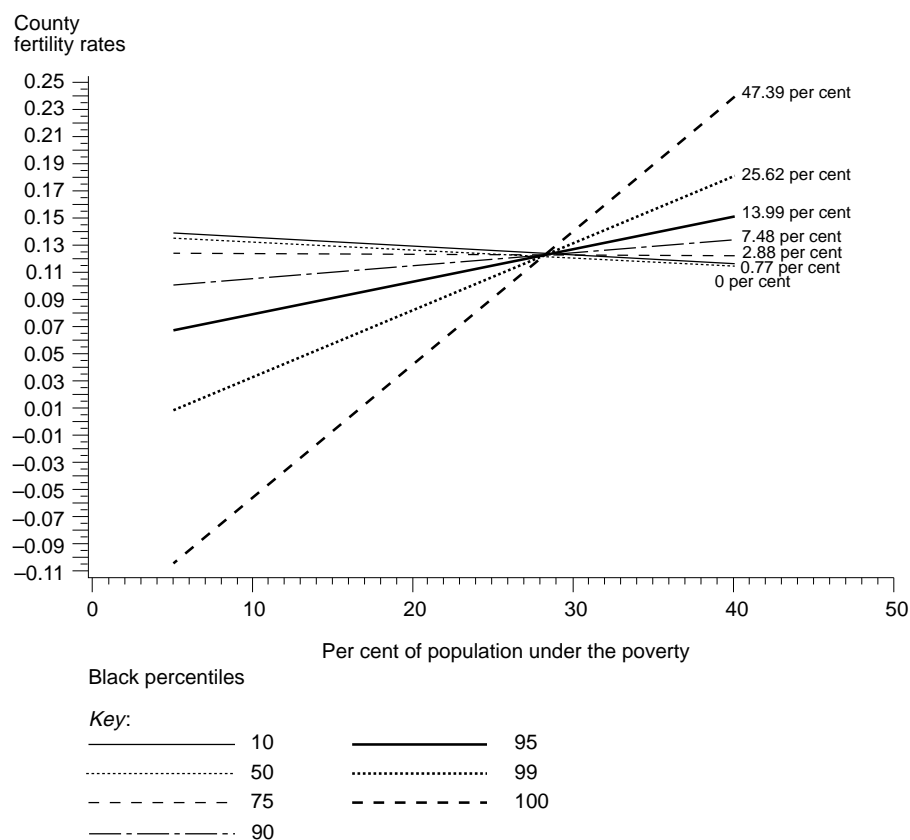 County
fertility rates
0.25
0.23
0.21
0.19
0.17
0.15
0.13
0.11
0.09
0.07
0.05
0.03
0.01
–0.01
–0.03
–0.05
–0.07
–0.09
–0.11
47.39 per cent
25.62 per cent
13.99 per cent
7.48 per cent
2.88 per cent
0.77 per cent
0 per cent
0 10 20 30 40 50
Per cent of population under the poverty
Black percentiles
Key:
10 95
50 99
75 100
90